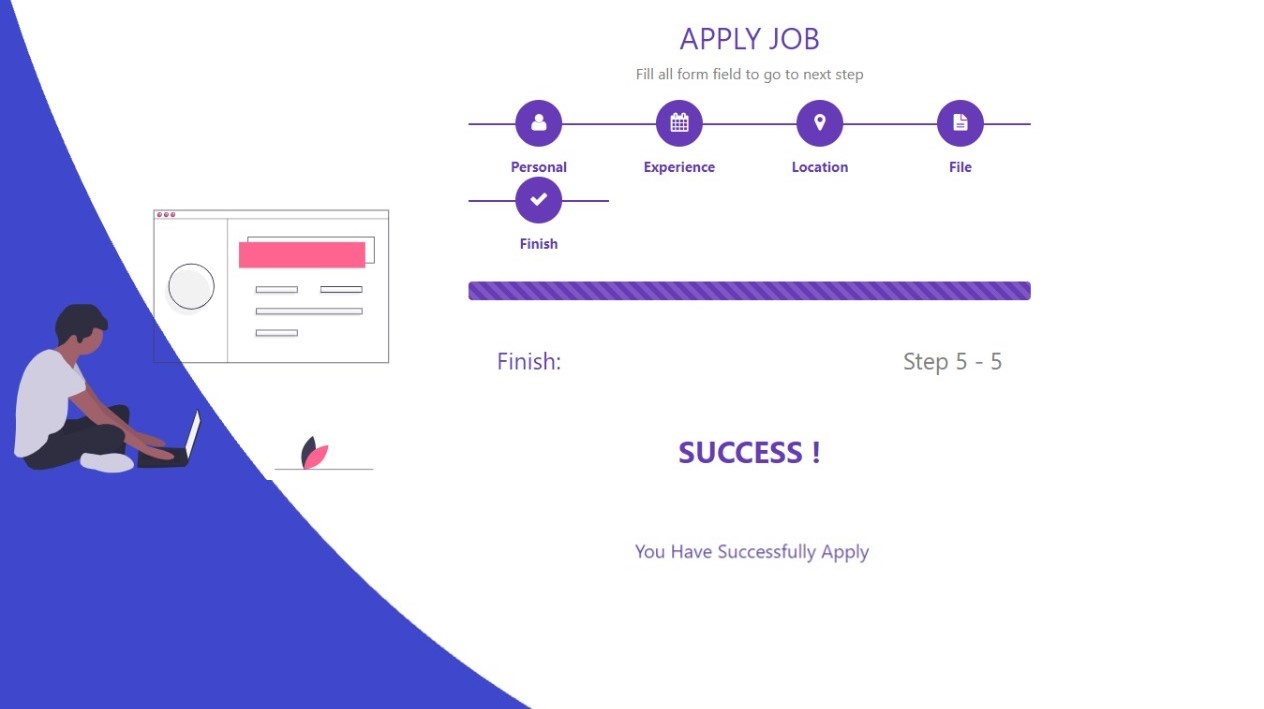 APPLY JOB
Fill all form field to go to next step
Personal Experience Location File
Finish
Finish: Step 5 - 5
SUCCESS !
You Have Successfully Apply